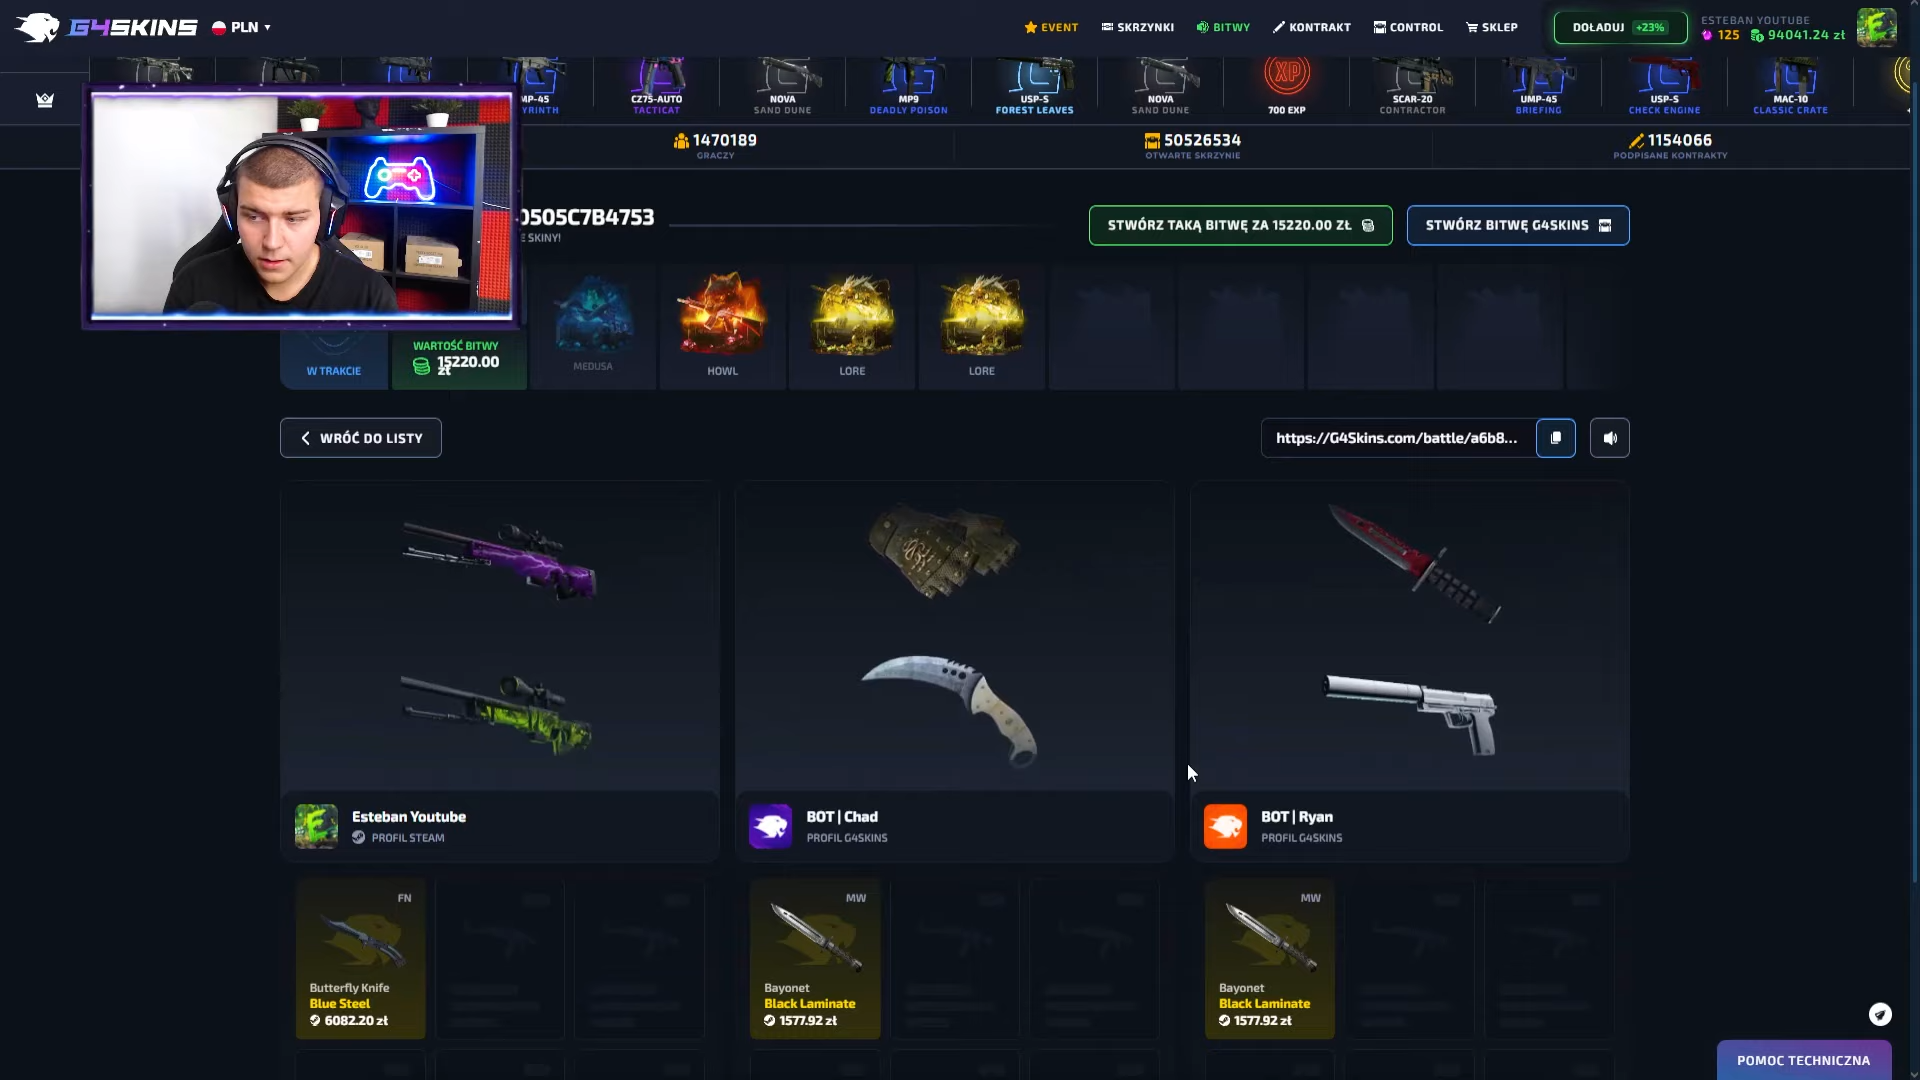 G4SKINS
PLN
EVENT
SKRZYNKI
BITWY
KONTRAKT
CONTROL
SKLEP
DOŁADUJ +23%
ESTEBAN YOUTUBE
125 94041.24 zł
MP-45
YRINTH
CZ75-AUTO
TACTICAT
NOVA
SAND DUNE
MP9
DEADLY POISON
USP-S
FOREST LEAVES
NOVA
SAND DUNE
XP
700 EXP
SCAR-20
CONTRACTOR
UMP-45
BRIEFING
USP-S
CHECK ENGINE
MAC-10
CLASSIC CRATE
1470189
GRACZY
50526534
OTWARTE SKRZYNIE
1154066
PODPISANE KONTRAKTY
0505C7B4753
E SKINY!
STWÓRZ TAKĄ BITWĘ ZA 15220.00 ZŁ
STWÓRZ BITWĘ G4SKINS
W TRAKCIE
WARTOŚĆ BITWY
15220.00
zł
MEDUSA
HOWL
LORE
LORE
WRÓĆ DO LISTY
https://G4Skins.com/battle/a6b8...
Esteban Youtube
PROFIL STEAM
BOT | Chad
PROFIL G4SKINS
BOT | Ryan
PROFIL G4SKINS
FN
Butterfly Knife
Blue Steel
6082.20 zł
MW
Bayonet
Black Laminate
1577.92 zł
MW
Bayonet
Black Laminate
1577.92 zł
POMOC TECHNICZNA